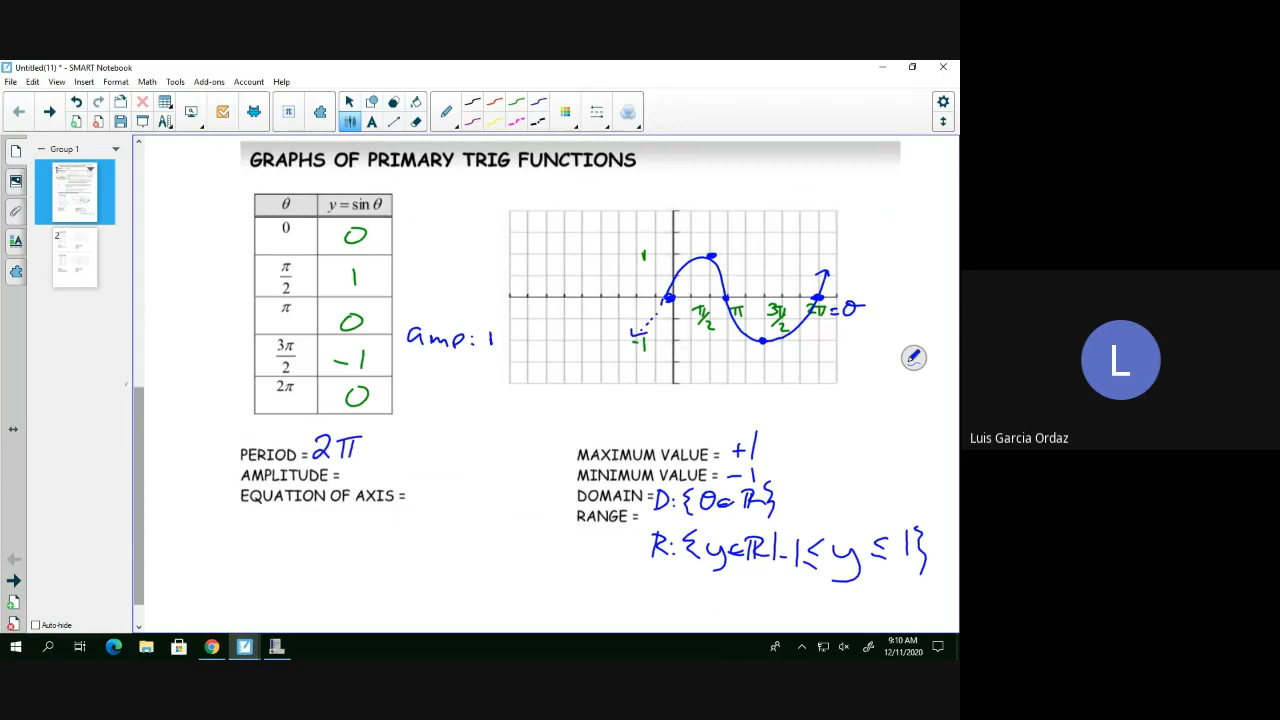 Untitled(11) * - SMART Notebook
File Edit View Insert Format Math Tools Add-ons Account Help
Group 1
2
GRAPHS OF PRIMARY TRIG FUNCTIONS
θ y = sin θ
0 0
π/2 1
π 0
3π/2 -1
2π 0
amp: 1
1
-1
π/2 π 3π/2 2π = θ
PERIOD = 2π
AMPLITUDE =
EQUATION OF AXIS =
MAXIMUM VALUE = +1
MINIMUM VALUE = -1
DOMAIN = D: {θ∈ℝ}
RANGE =
R: {y∈ℝ|-1≤y≤1}
Auto-hide
L
Luis Garcia Ordaz
9:10 AM
12/11/2020